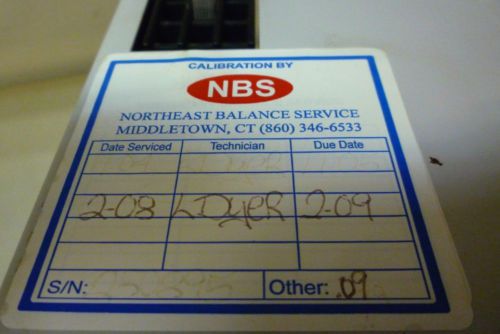 CALIBRATION BY
NBS
NORTHEAST BALANCE SERVICE
MIDDLETOWN, CT (860) 346-6533
Date Serviced Technician Due Date
2-08 L Dyer 2-09
S/N: Other: .09